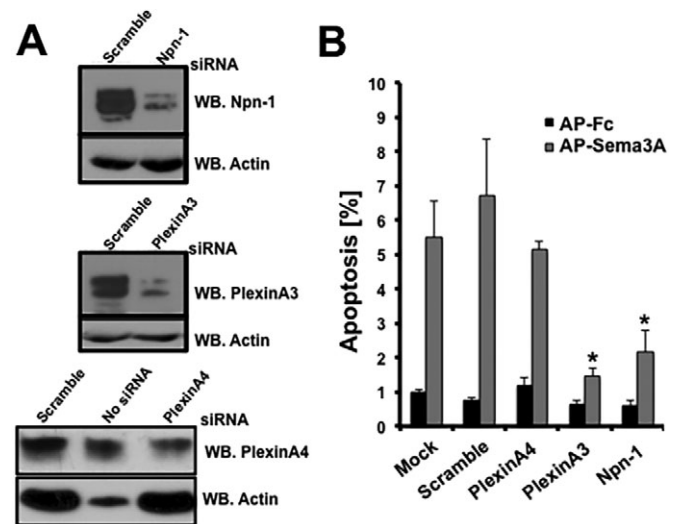 A
Scramble
Npn-1
siRNA
WB. Npn-1
WB. Actin
Scramble
PlexinA3
siRNA
WB. PlexinA3
WB. Actin
Scramble
No siRNA
PlexinA4
siRNA
WB. PlexinA4
WB. Actin
B
Apoptosis [%]
10
9
8
7
6
5
4
3
2
1
0
AP-Fc
AP-Sema3A
*
*
Mock
Scramble
PlexinA4
PlexinA3
Npn-1